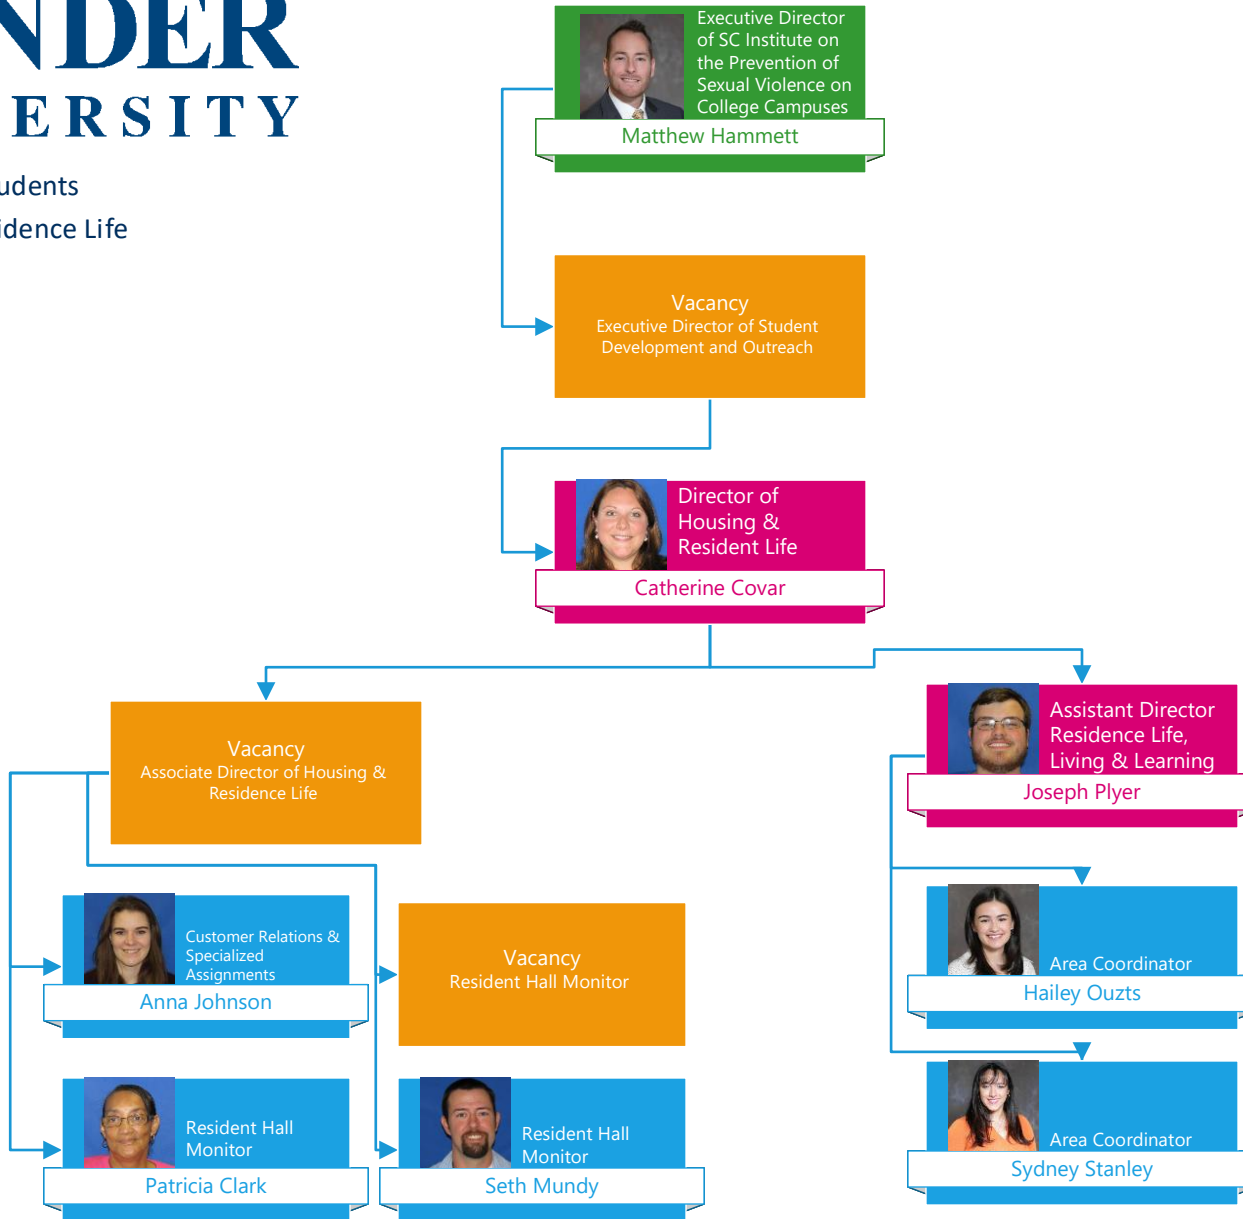 NDER
ERSITY
udents
idence Life
Executive Director
of SC Institute on
the Prevention of
Sexual Violence on
College Campuses
Matthew Hammett
Vacancy
Executive Director of Student
Development and Outreach
Director of
Housing &
Resident Life
Catherine Covar
Vacancy
Associate Director of Housing &
Residence Life
Assistant Director
Residence Life,
Living & Learning
Joseph Plyer
Customer Relations &
Specialized
Assignments
Anna Johnson
Vacancy
Resident Hall Monitor
Area Coordinator
Hailey Ouzts
Resident Hall
Monitor
Patricia Clark
Resident Hall
Monitor
Seth Mundy
Area Coordinator
Sydney Stanley